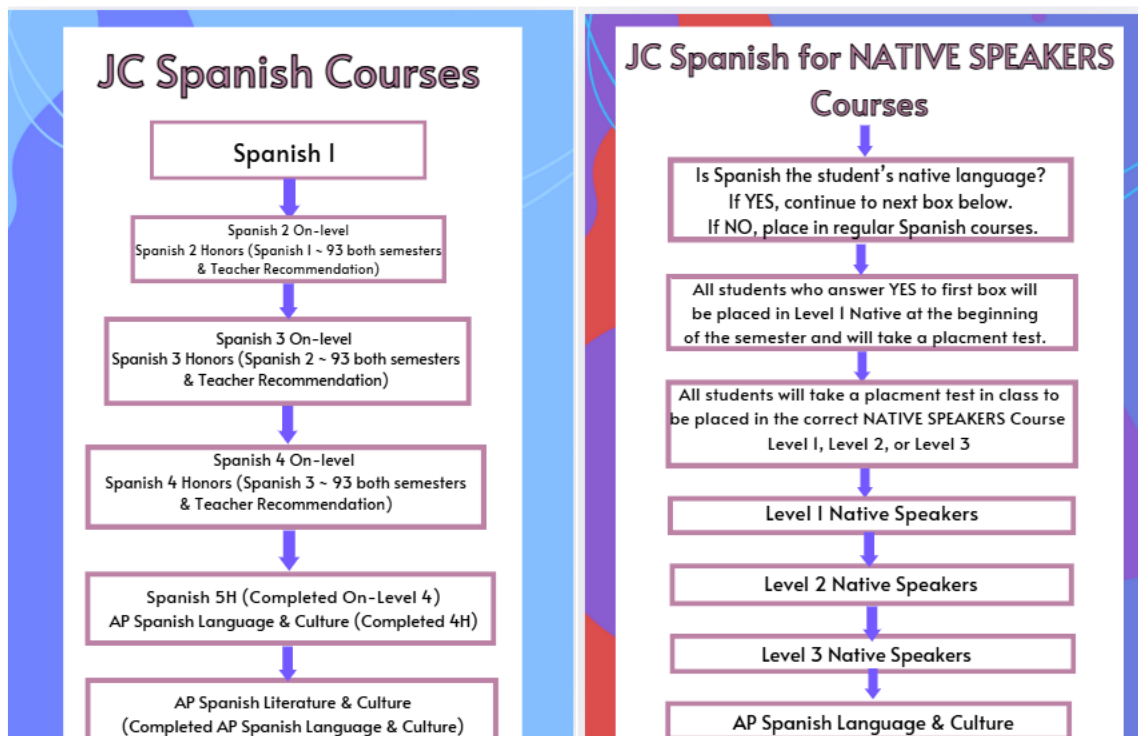 JC Spanish Courses
Spanish 1
Spanish 2 On-level
Spanish 2 Honors (Spanish 1 ~ 93 both semesters
& Teacher Recommendation)
Spanish 3 On-level
Spanish 3 Honors (Spanish 2 ~ 93 both semesters
& Teacher Recommendation)
Spanish 4 On-level
Spanish 4 Honors (Spanish 3 ~ 93 both semesters
& Teacher Recommendation)
Spanish 5H (Completed On-Level 4)
AP Spanish Language & Culture (Completed 4H)
AP Spanish Literature & Culture
(Completed AP Spanish Language & Culture)
JC Spanish for NATIVE SPEAKERS
Courses
Is Spanish the student's native language?
If YES, continue to next box below.
If NO, place in regular Spanish courses.
All students who answer YES to first box will
be placed in Level 1 Native at the beginning
of the semester and will take a placment test.
All students will take a placment test in class to
be placed in the correct NATIVE SPEAKERS Course
Level 1, Level 2, or Level 3
Level 1 Native Speakers
Level 2 Native Speakers
Level 3 Native Speakers
AP Spanish Language & Culture